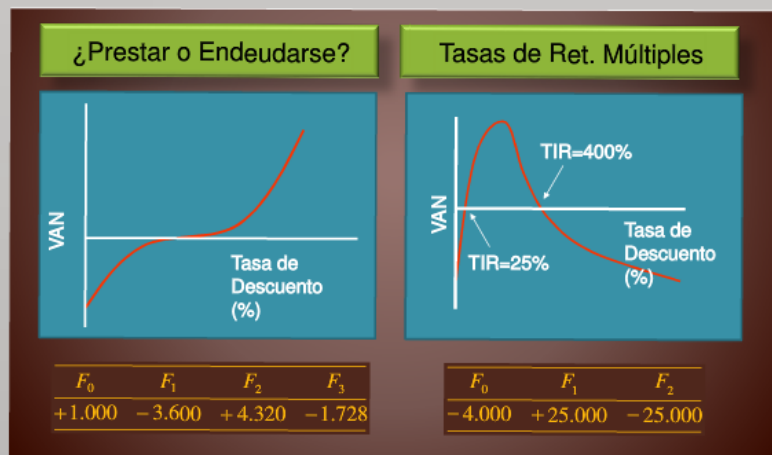 ¿Prestar o Endeudarse?
VAN
Tasa de
Descuento
(%)
F₀ F₁ F₂ F₃
+1.000 −3.600 +4.320 −1.728
Tasas de Ret. Múltiples
TIR=400%
VAN
Tasa de
Descuento
(%)
TIR=25%
F₀ F₁ F₂
−4.000 +25.000 −25.000